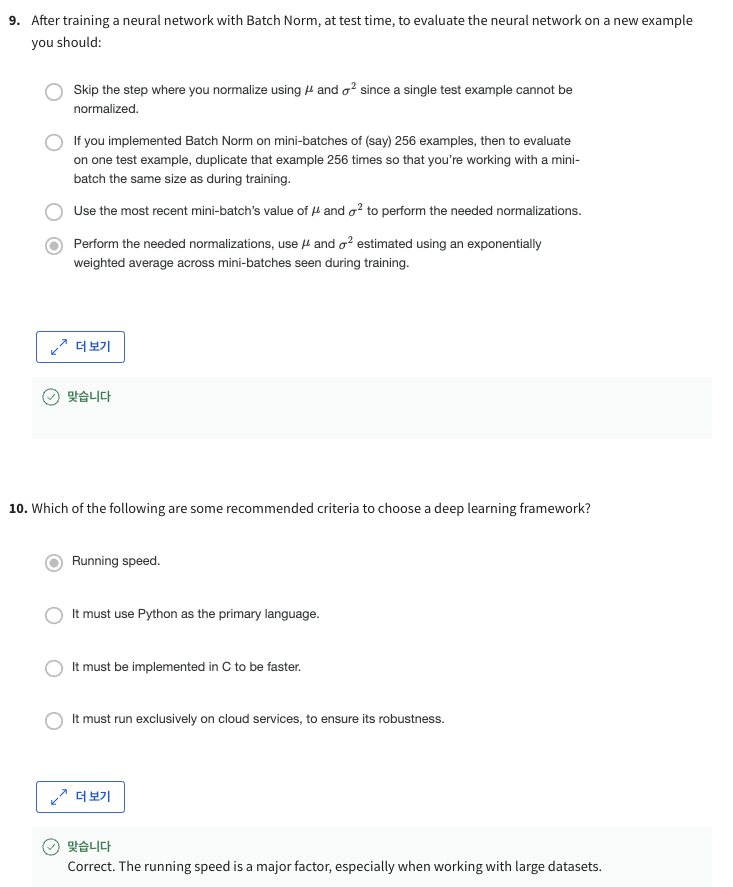 9. After training a neural network with Batch Norm, at test time, to evaluate the neural network on a new example
you should:
Skip the step where you normalize using μ and σ² since a single test example cannot be
normalized.
If you implemented Batch Norm on mini-batches of (say) 256 examples, then to evaluate
on one test example, duplicate that example 256 times so that you're working with a mini-
batch the same size as during training.
Use the most recent mini-batch's value of μ and σ² to perform the needed normalizations.
Perform the needed normalizations, use μ and σ² estimated using an exponentially
weighted average across mini-batches seen during training.
더 보기
맞습니다
10. Which of the following are some recommended criteria to choose a deep learning framework?
Running speed.
It must use Python as the primary language.
It must be implemented in C to be faster.
It must run exclusively on cloud services, to ensure its robustness.
더 보기
맞습니다
Correct. The running speed is a major factor, especially when working with large datasets.